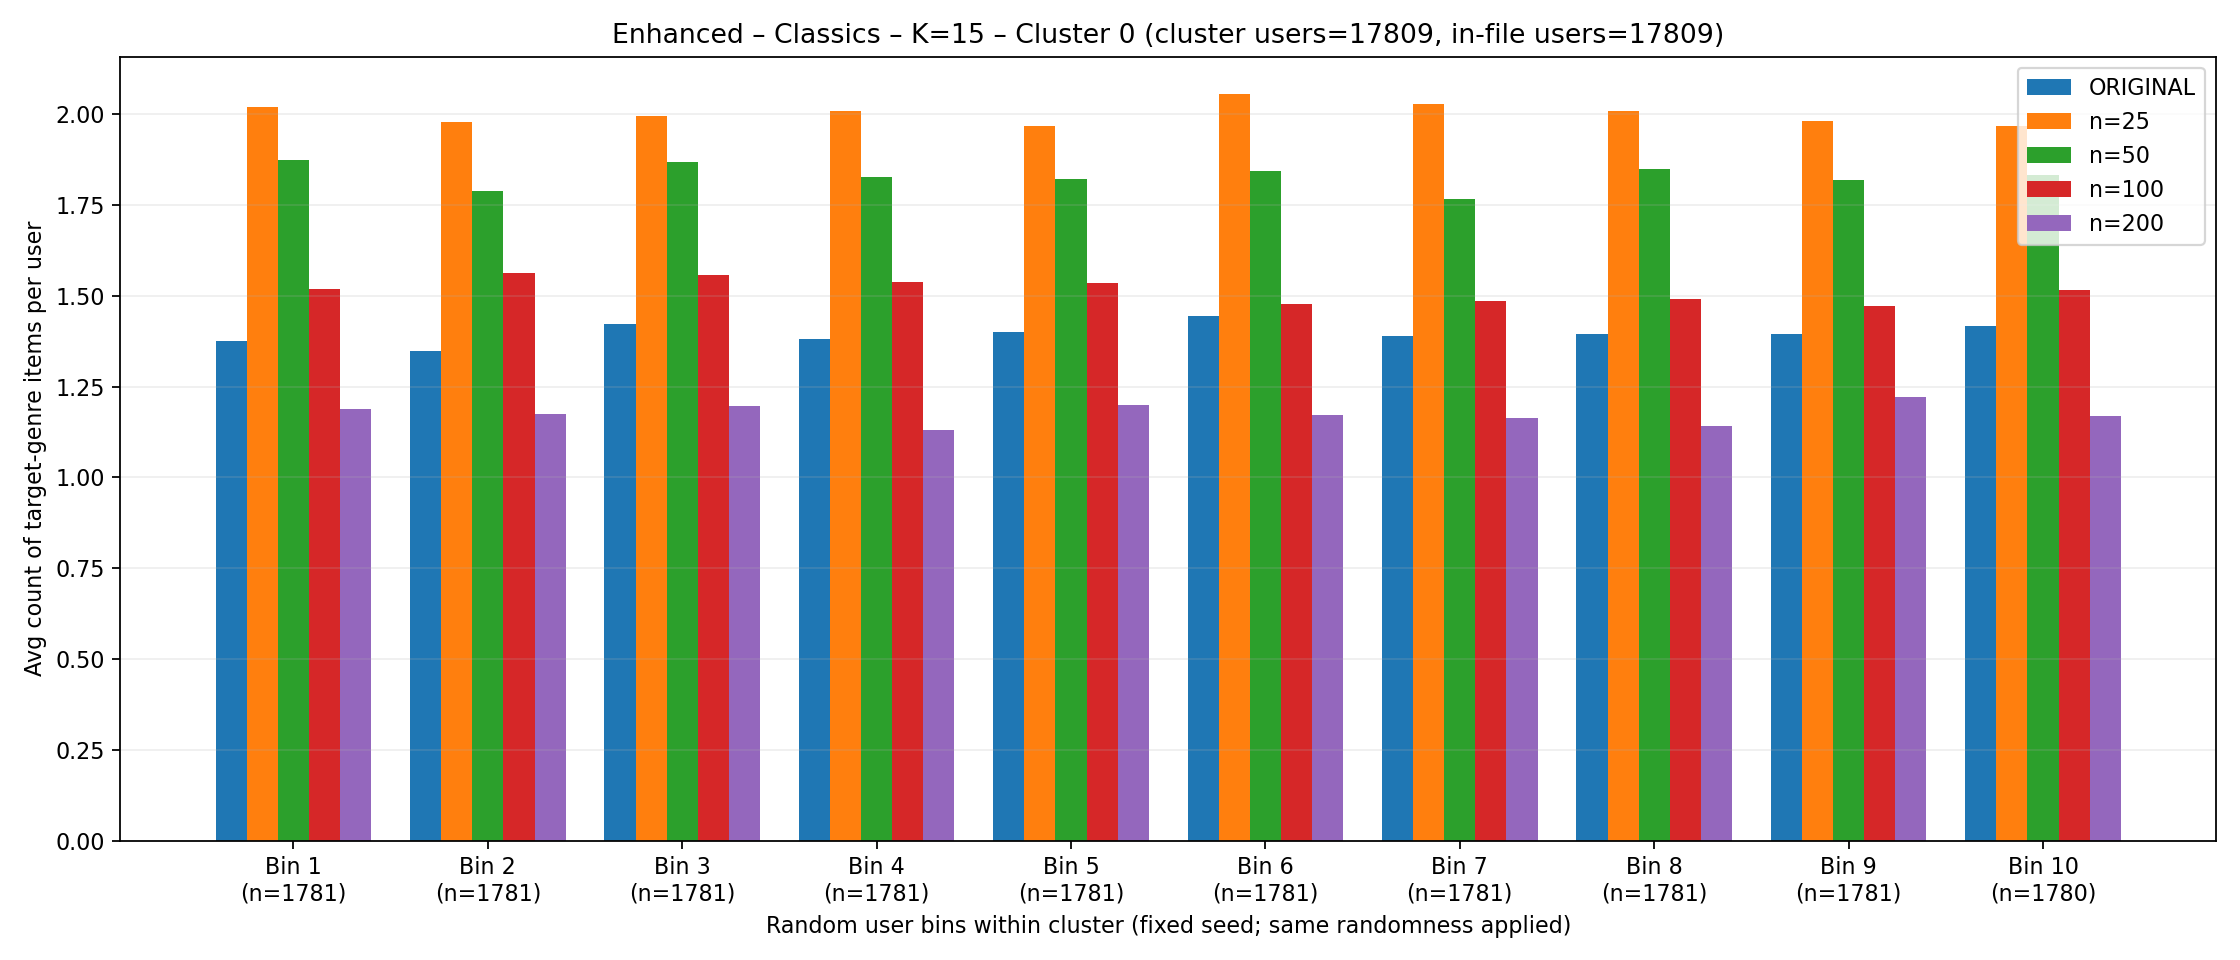 Enhanced – Classics – K=15 – Cluster 0 (cluster users=17809, in-file users=17809)
ORIGINAL
n=25
n=50
n=100
n=200
Avg count of target-genre items per user
2.00
1.75
1.50
1.25
1.00
0.75
0.50
0.25
0.00
Bin 1 Bin 2 Bin 3 Bin 4 Bin 5 Bin 6 Bin 7 Bin 8 Bin 9 Bin 10
(n=1781) (n=1781) (n=1781) (n=1781) (n=1781) (n=1781) (n=1781) (n=1781) (n=1781) (n=1780)
Random user bins within cluster (fixed seed; same randomness applied)